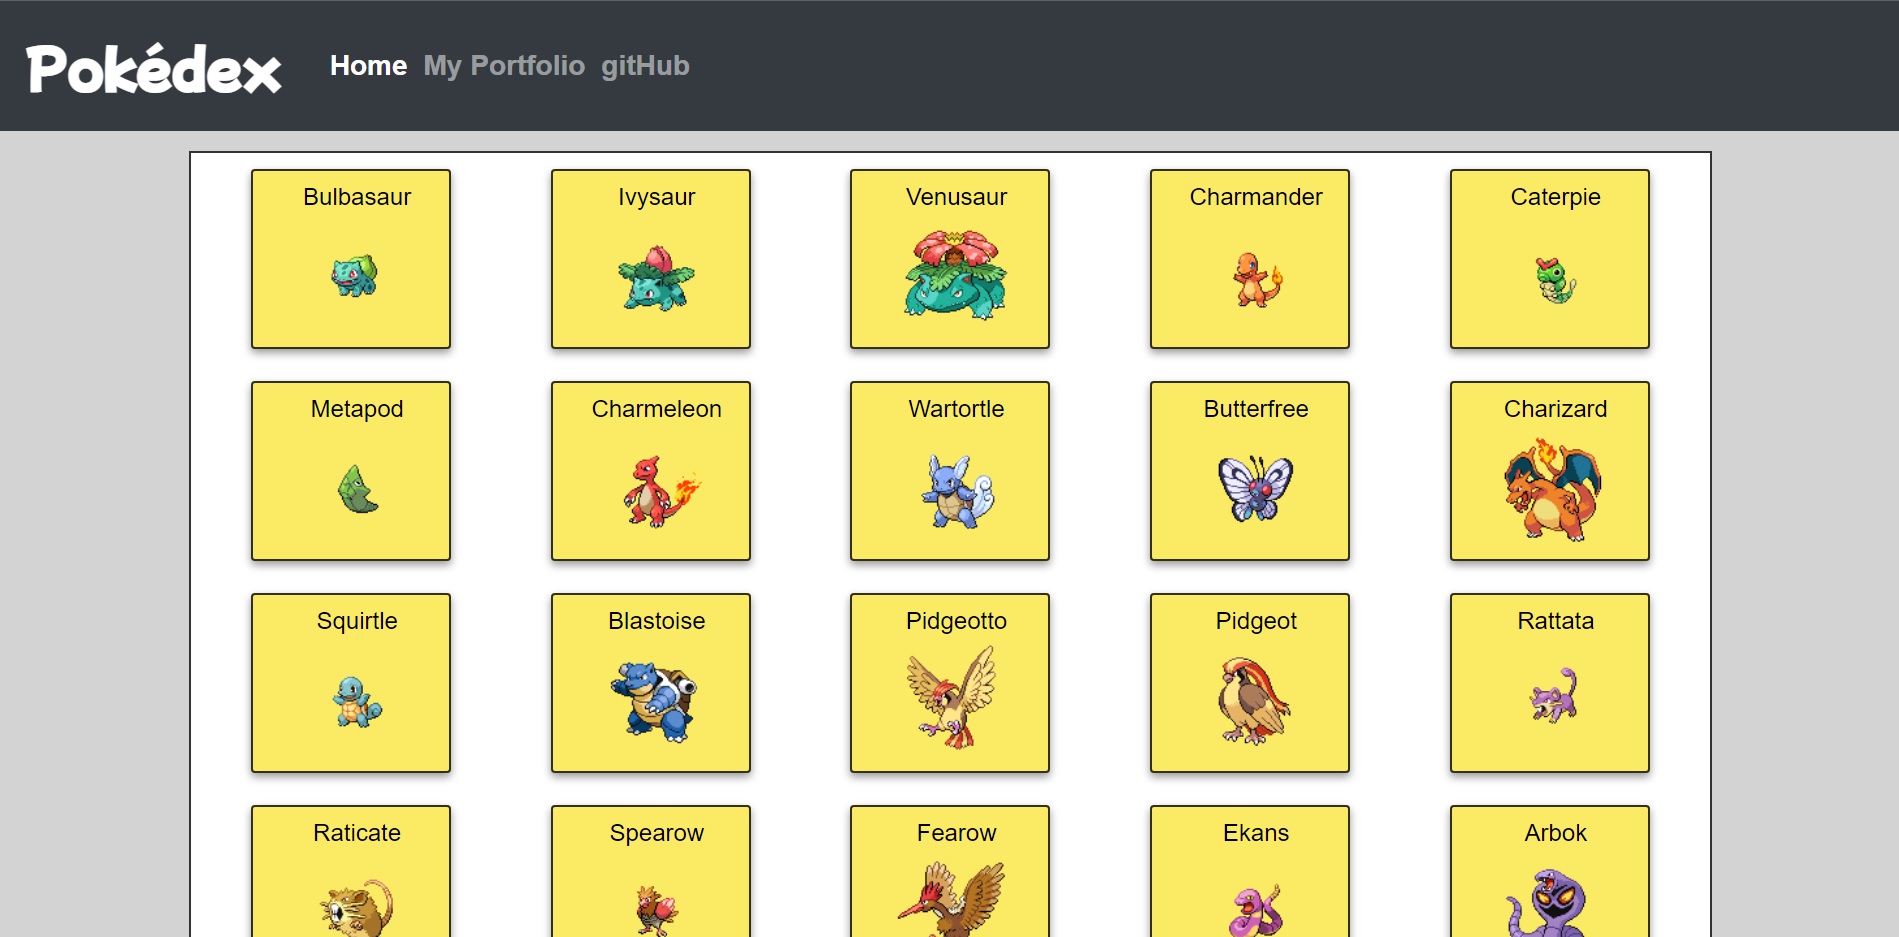 Pokédex Home My Portfolio gitHub
Bulbasaur Ivysaur Venusaur Charmander Caterpie
Metapod Charmeleon Wartortle Butterfree Charizard
Squirtle Blastoise Pidgeotto Pidgeot Rattata
Raticate Spearow Fearow Ekans Arbok